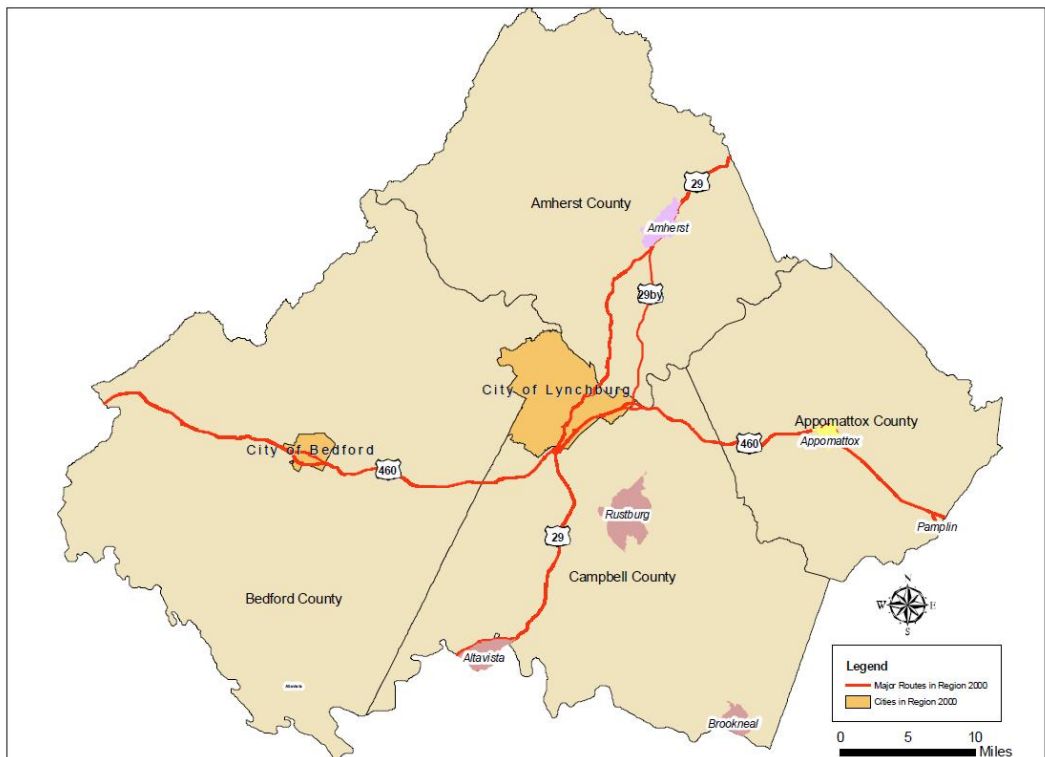 29
Amherst County
Amherst
29by
City of Lynchburg
Appomattox County
Appomattox
460
City of Bedford
460
Rustburg
Pamplin
29
Campbell County
Bedford County
N
W
E
S
Altavista
Brookneal
Legend
Major Routes in Region 2000
Cities in Region 2000
0 5 10
Miles